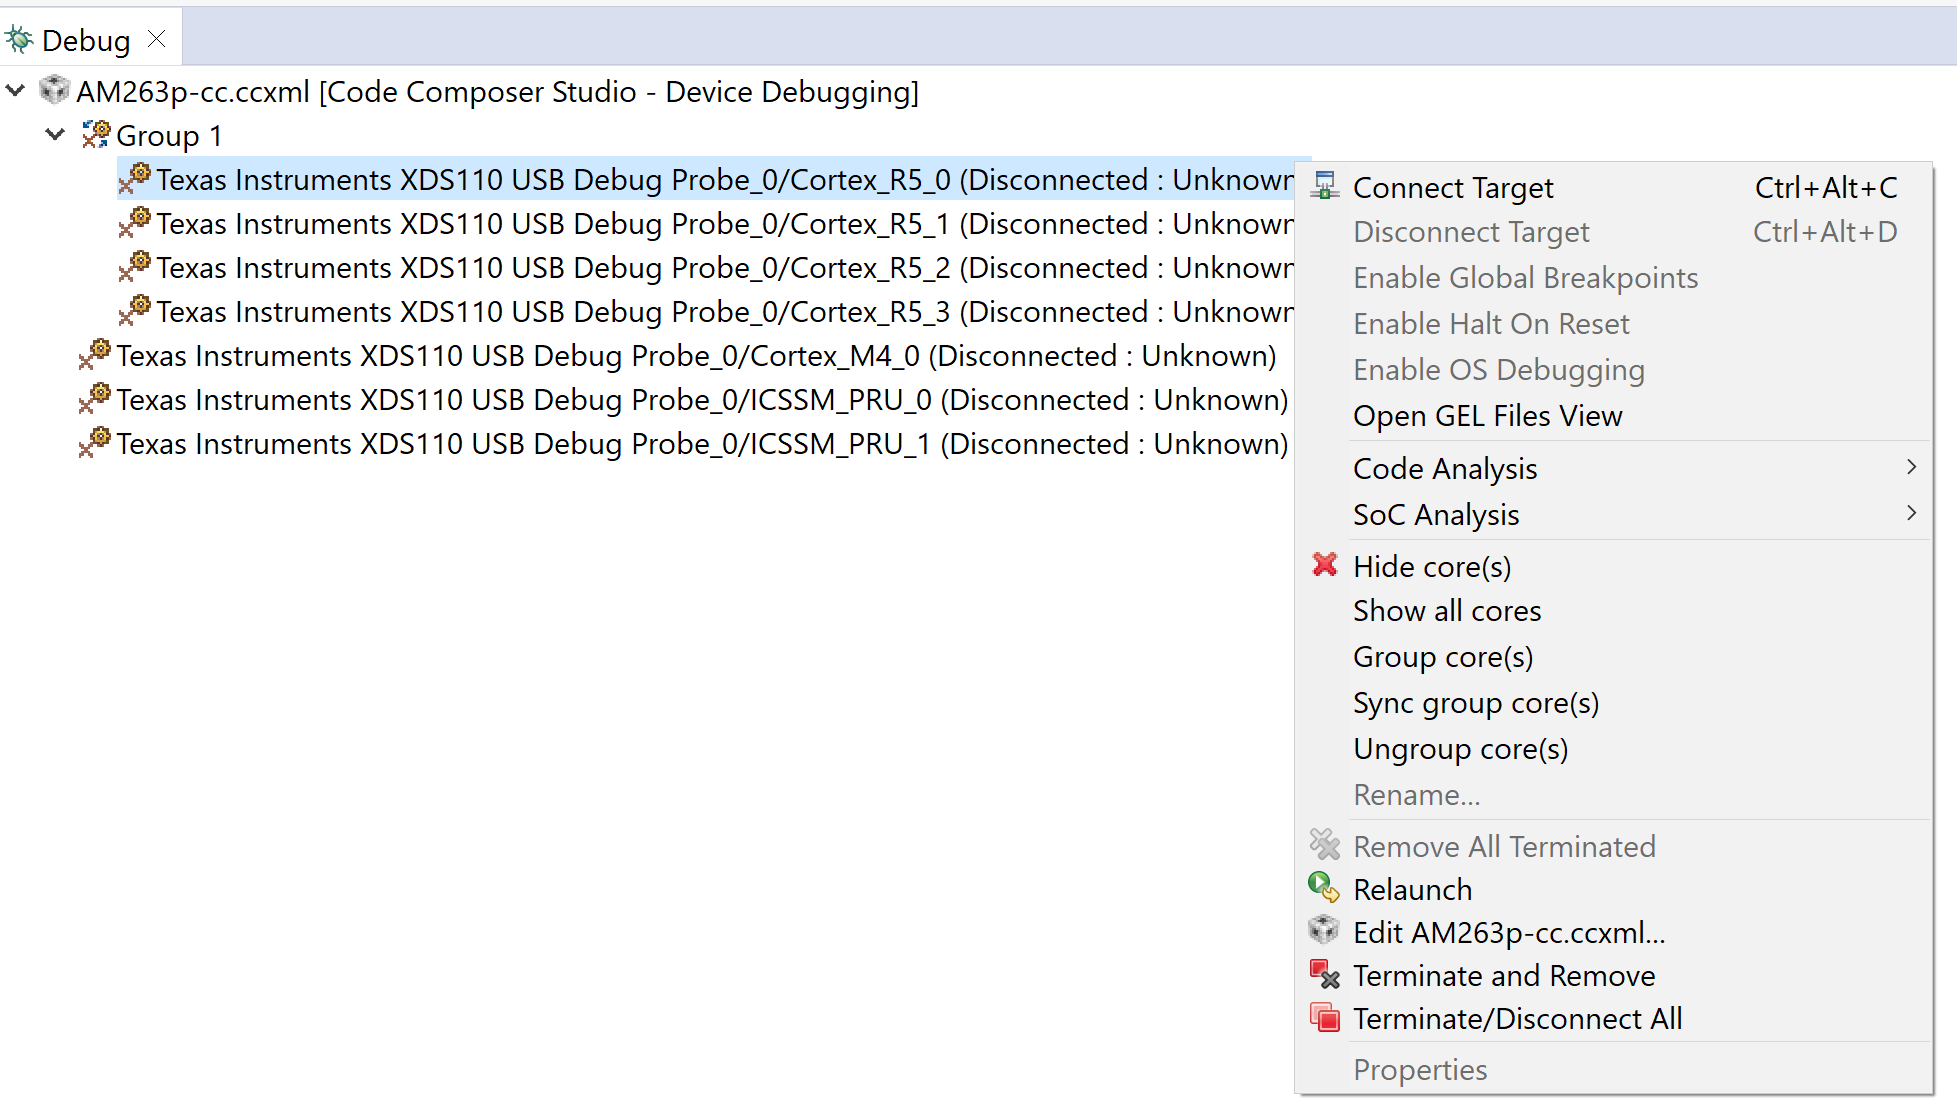 Debug
AM263p-cc.ccxml [Code Composer Studio - Device Debugging]
Group 1
Texas Instruments XDS110 USB Debug Probe_0/Cortex_R5_0 (Disconnected : Unknown
Texas Instruments XDS110 USB Debug Probe_0/Cortex_R5_1 (Disconnected : Unknown
Texas Instruments XDS110 USB Debug Probe_0/Cortex_R5_2 (Disconnected : Unknown
Texas Instruments XDS110 USB Debug Probe_0/Cortex_R5_3 (Disconnected : Unknown
Texas Instruments XDS110 USB Debug Probe_0/Cortex_M4_0 (Disconnected : Unknown)
Texas Instruments XDS110 USB Debug Probe_0/ICSSM_PRU_0 (Disconnected : Unknown)
Texas Instruments XDS110 USB Debug Probe_0/ICSSM_PRU_1 (Disconnected : Unknown)
Connect Target Ctrl+Alt+C
Disconnect Target Ctrl+Alt+D
Enable Global Breakpoints
Enable Halt On Reset
Enable OS Debugging
Open GEL Files View
Code Analysis
SoC Analysis
Hide core(s)
Show all cores
Group core(s)
Sync group core(s)
Ungroup core(s)
Rename...
Remove All Terminated
Relaunch
Edit AM263p-cc.ccxml...
Terminate and Remove
Terminate/Disconnect All
Properties